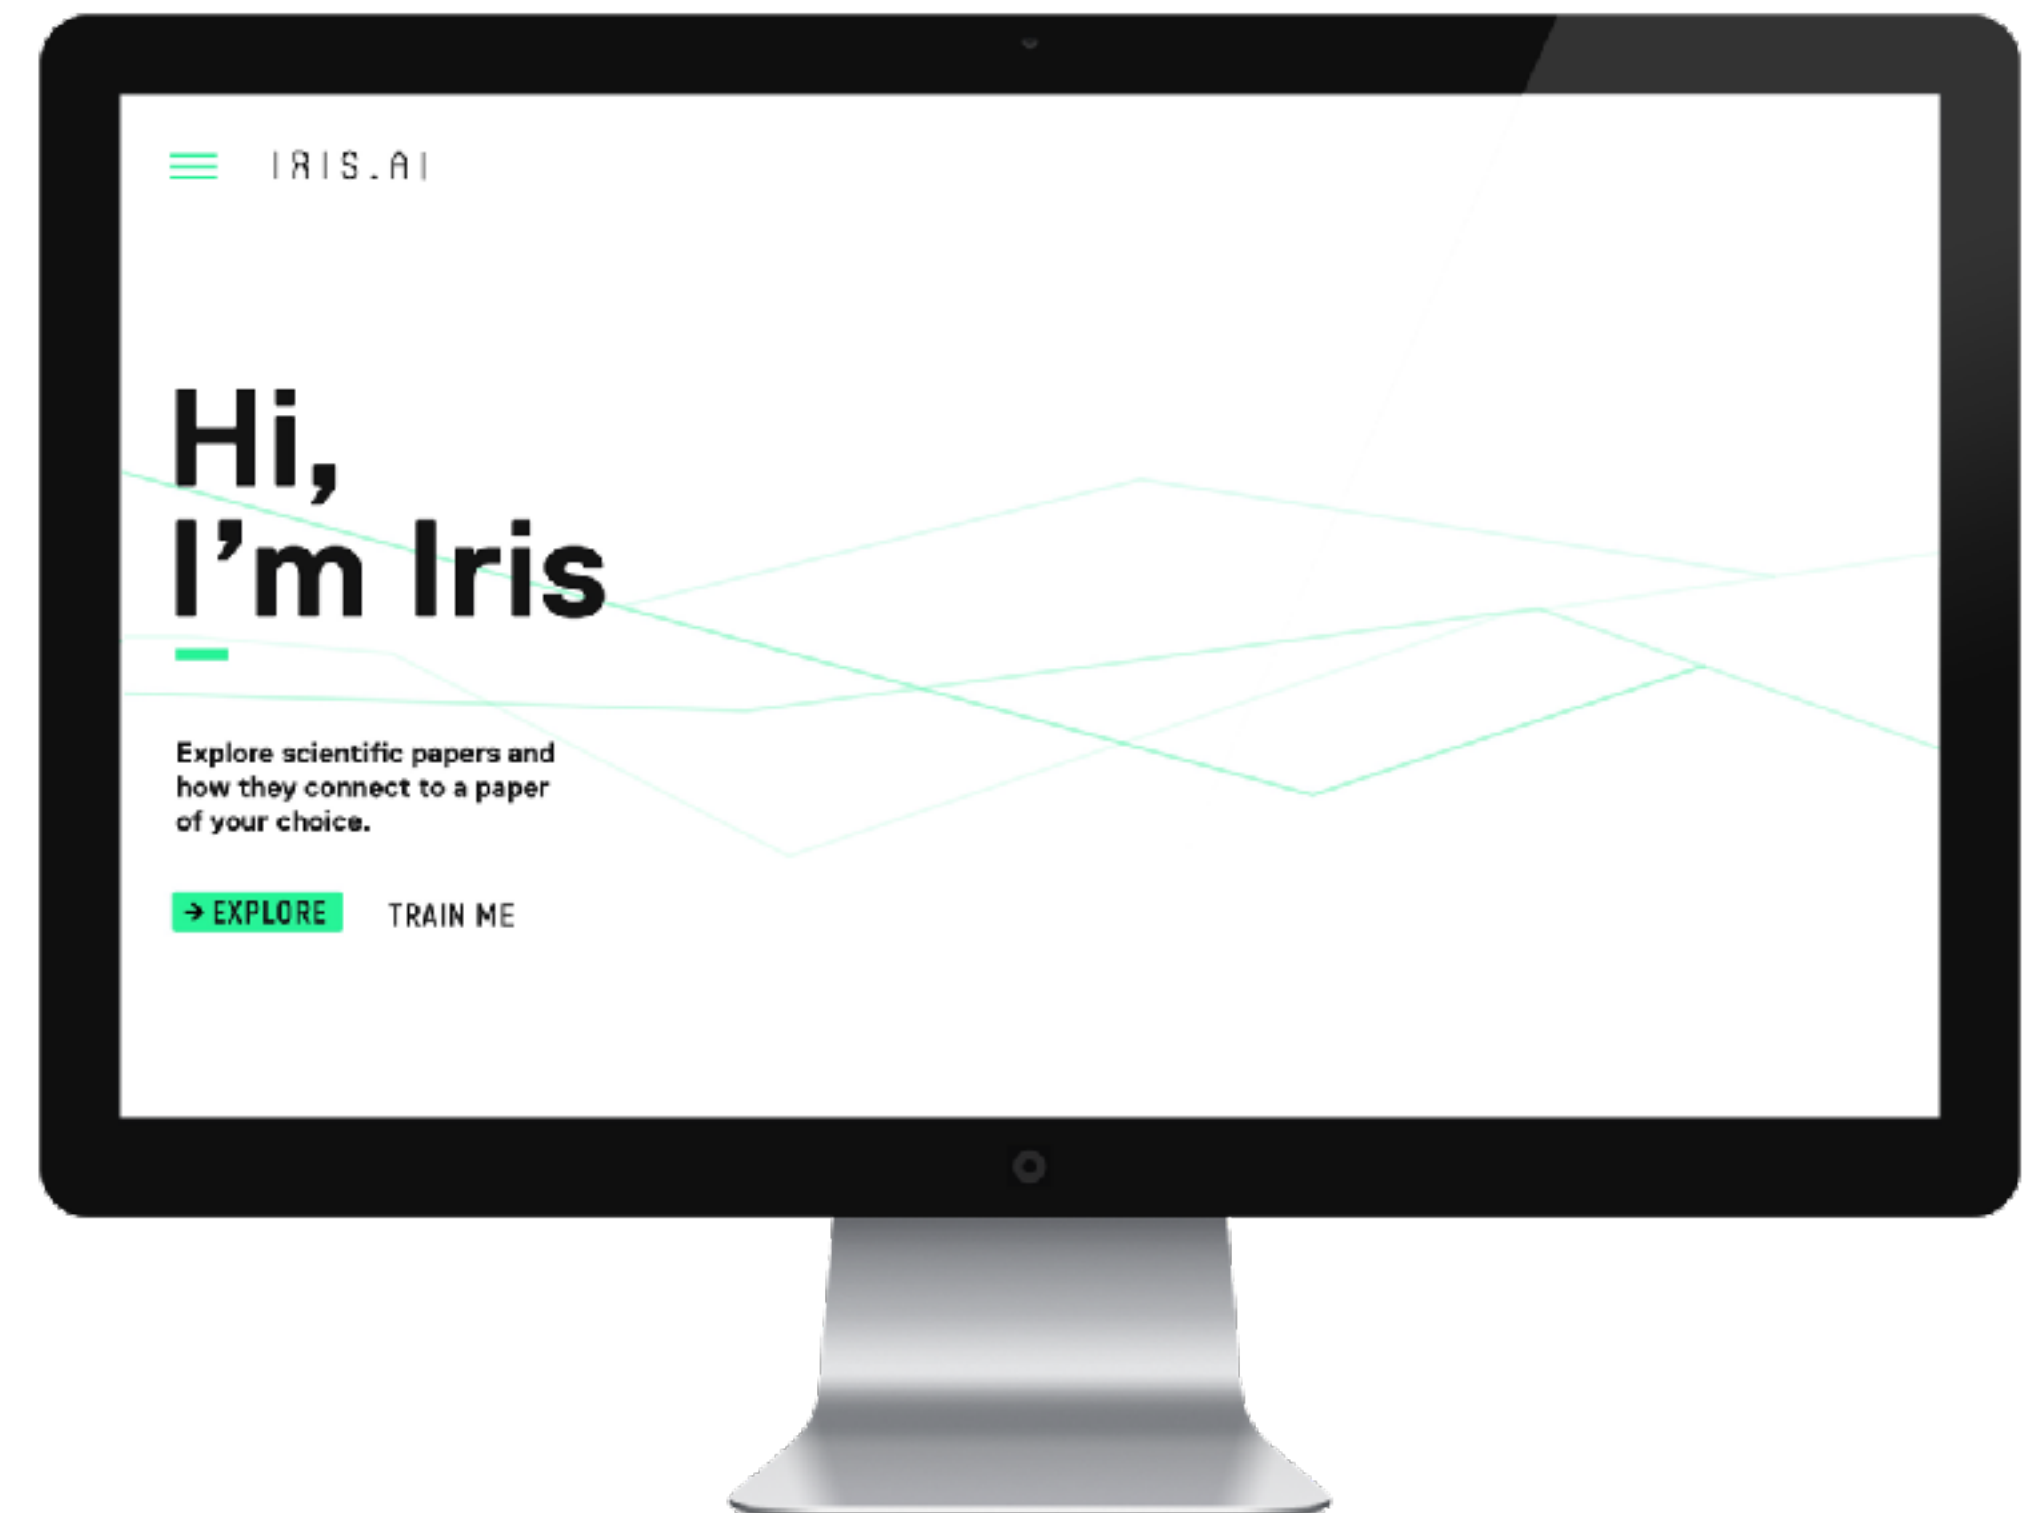 IRIS.AI
Hi,
I'm Iris
Explore scientific papers and
how they connect to a paper
of your choice.
→ EXPLORE TRAIN ME